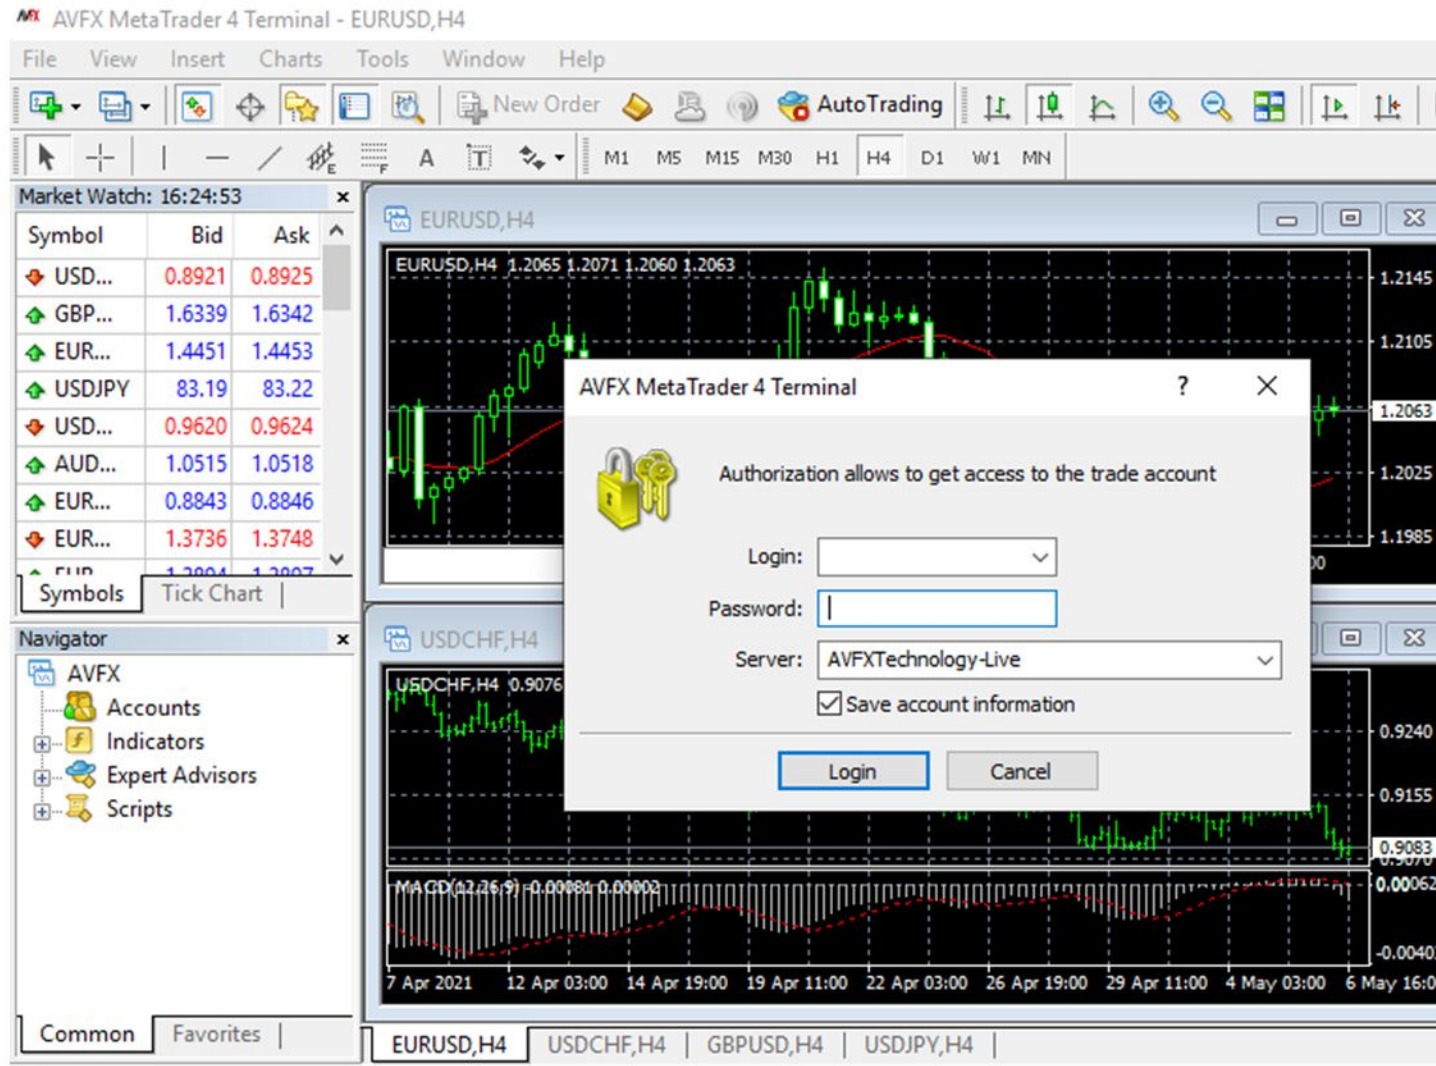 AVFX MetaTrader 4 Terminal - EURUSD,H4
File View Insert Charts Tools Window Help
New Order AutoTrading
A T M1 M5 M15 M30 H1 H4 D1 W1 MN
Market Watch: 16:24:53
Symbol Bid Ask
USD... 0.8921 0.8925
GBP... 1.6339 1.6342
EUR... 1.4451 1.4453
USDJPY 83.19 83.22
USD... 0.9620 0.9624
AUD... 1.0515 1.0518
EUR... 0.8843 0.8846
EUR... 1.3736 1.3748
Symbols Tick Chart
Navigator
AVFX
Accounts
Indicators
Expert Advisors
Scripts
Common Favorites
EURUSD,H4
EURUSD,H4 1.2065 1.2071 1.2060 1.2063
1.2145
1.2105
1.2063
1.2025
1.1985
AVFX MetaTrader 4 Terminal
Authorization allows to get access to the trade account
Login:
Password:
Server: AVFXTechnology-Live
Save account information
Login Cancel
USDCHF,H4
USDCHF,H4 0.9076
0.9240
0.9155
0.9083
MACD(12,26,9) -0.00081 0.00002
7 Apr 2021 12 Apr 03:00 14 Apr 19:00 19 Apr 11:00 22 Apr 03:00 26 Apr 19:00 29 Apr 11:00 4 May 03:00 6 May 16:0
EURUSD,H4 USDCHF,H4 GBPUSD,H4 USDJPY,H4